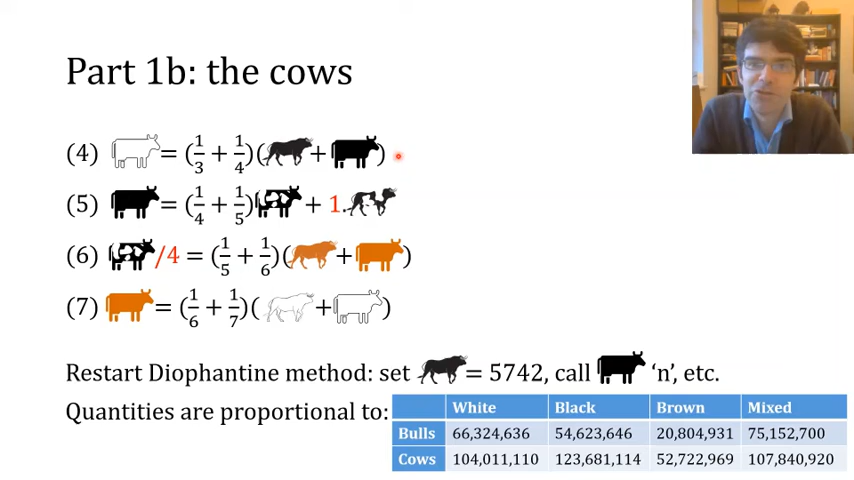 Part 1b: the cows
(4) = (1/3 + 1/4)( + )
(5) = (1/4 + 1/5) + 1.
(6) /4 = (1/5 + 1/6)( + )
(7) = (1/6 + 1/7)( + )
Restart Diophantine method: set = 5742, call ‘n’, etc.
Quantities are proportional to:
White Black Brown Mixed
Bulls 66,324,636 54,623,646 20,804,931 75,152,700
Cows 104,011,110 123,681,114 52,722,969 107,840,920